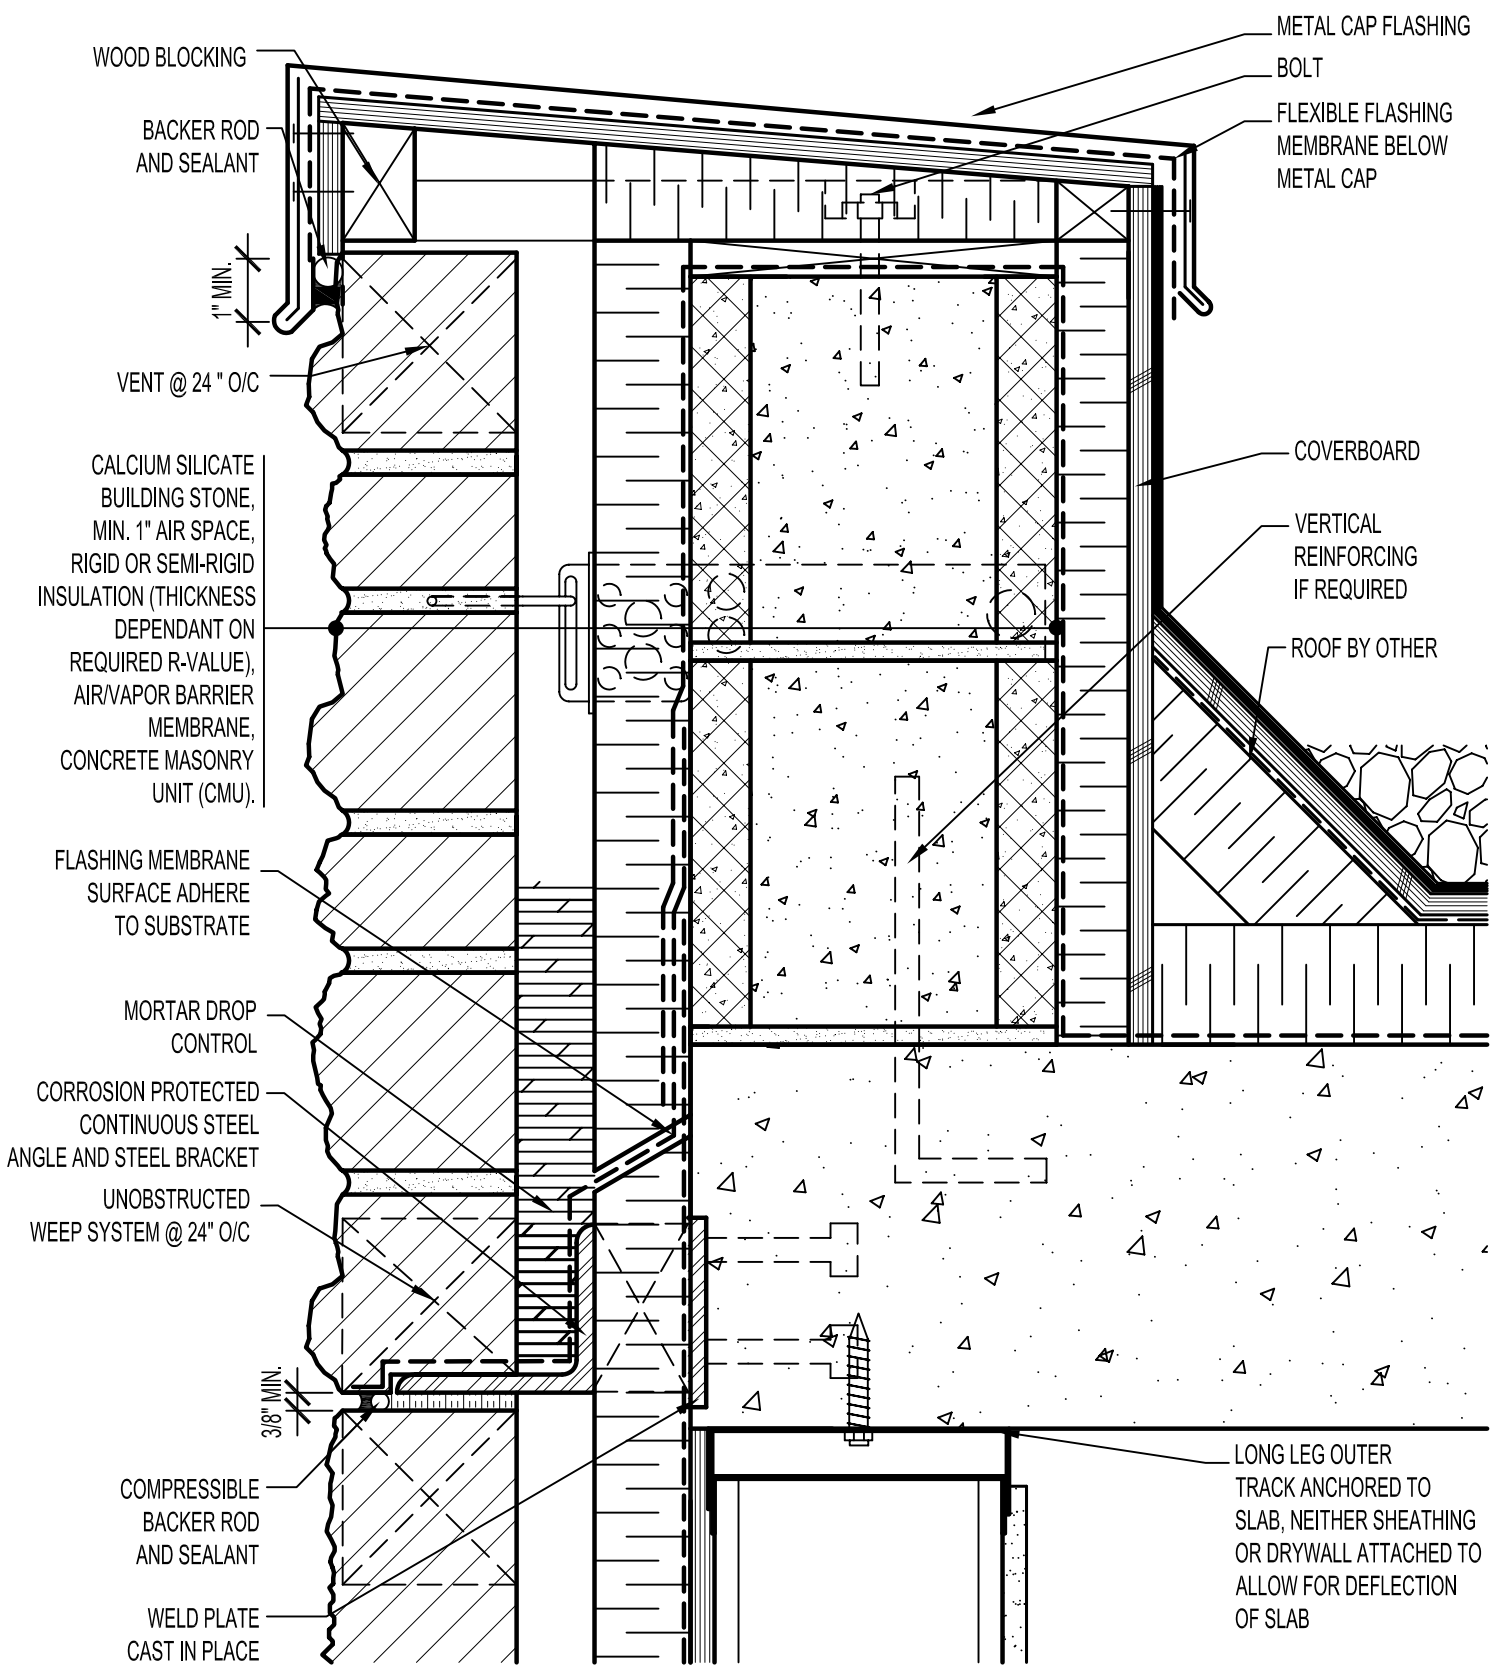 WOOD BLOCKING
BACKER ROD
AND SEALANT
1" MIN.
VENT @ 24 " O/C
CALCIUM SILICATE
BUILDING STONE,
MIN. 1" AIR SPACE,
RIGID OR SEMI-RIGID
INSULATION (THICKNESS
DEPENDANT ON
REQUIRED R-VALUE),
AIR/VAPOR BARRIER
MEMBRANE,
CONCRETE MASONRY
UNIT (CMU).
FLASHING MEMBRANE
SURFACE ADHERE
TO SUBSTRATE
MORTAR DROP
CONTROL
CORROSION PROTECTED
CONTINUOUS STEEL
ANGLE AND STEEL BRACKET
UNOBSTRUCTED
WEEP SYSTEM @ 24" O/C
3/8" MIN.
COMPRESSIBLE
BACKER ROD
AND SEALANT
WELD PLATE
CAST IN PLACE
METAL CAP FLASHING
BOLT
FLEXIBLE FLASHING
MEMBRANE BELOW
METAL CAP
COVERBOARD
VERTICAL
REINFORCING
IF REQUIRED
ROOF BY OTHER
LONG LEG OUTER
TRACK ANCHORED TO
SLAB, NEITHER SHEATHING
OR DRYWALL ATTACHED TO
ALLOW FOR DEFLECTION
OF SLAB